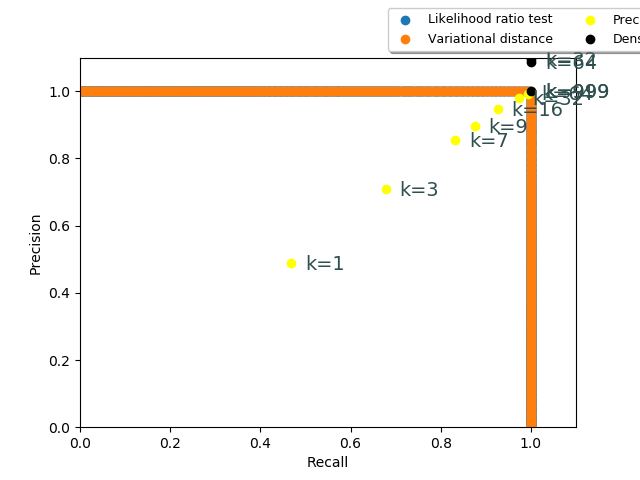 Likelihood ratio test
Variational distance
Prec
Dens
k=64
k=999
k=32
k=16
k=9
k=7
k=3
k=1
1.0
0.8
0.6
0.4
0.2
0.0
Precision
0.0 0.2 0.4 0.6 0.8 1.0
Recall